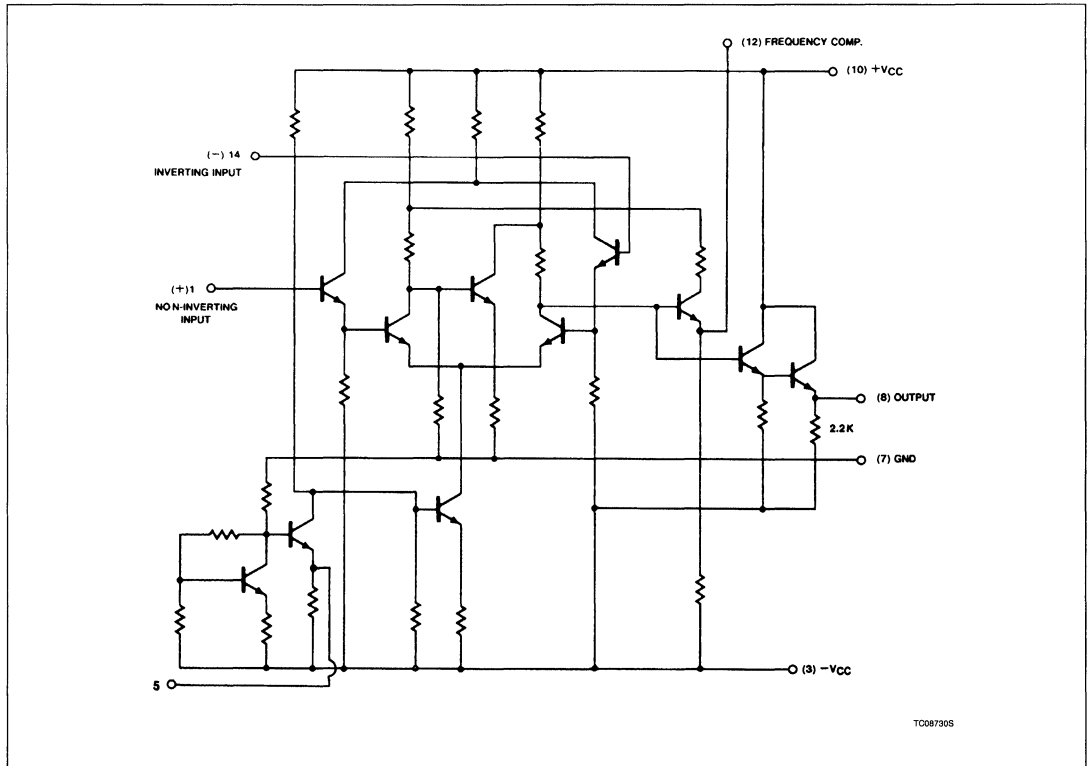 (12) FREQUENCY COMP.
(10) +VCC
(−) 14
INVERTING INPUT
(+)1
NON-INVERTING
INPUT
(8) OUTPUT
2.2K
(7) GND
(3) −VCC
5
TC08730S